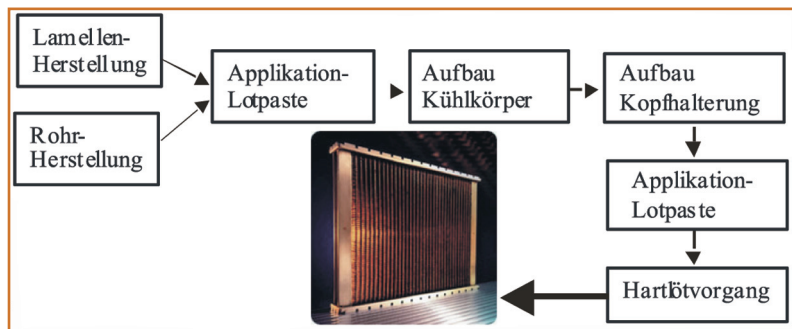 Lamellen-
Herstellung
Rohr-
Herstellung
Applikation-
Lotpaste
Aufbau
Kühlkörper
Aufbau
Kopfhalterung
Applikation-
Lotpaste
Hartlötvorgang